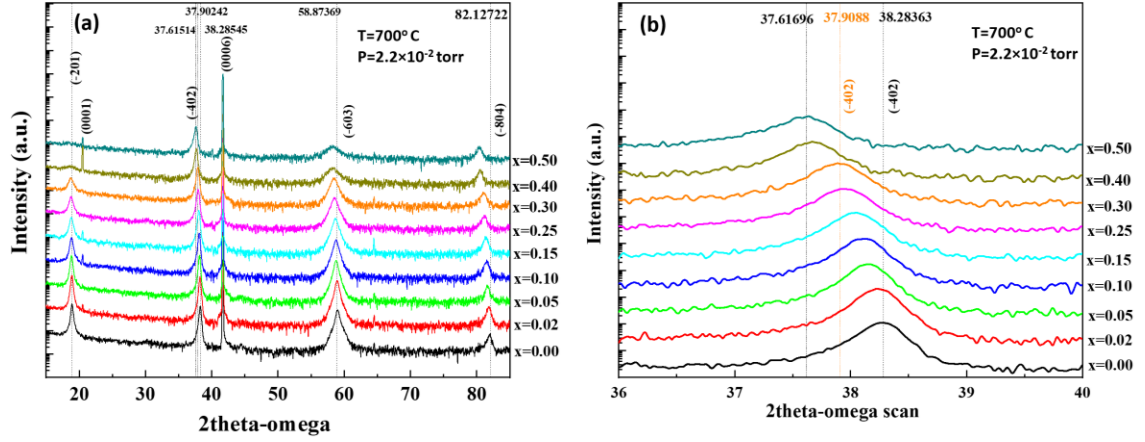 (a)
37.90242
37.61514
38.28545
58.87369
82.12722
T=700° C
P=2.2×10⁻² torr
(-201)
(0001)
(-402)
(0006)
(-603)
(-804)
x=0.50
x=0.40
x=0.30
x=0.25
x=0.15
x=0.10
x=0.05
x=0.02
x=0.00
Intensity (a.u.)
20
30
40
50
60
70
80
2theta-omega
(b)
37.61696
37.9088
38.28363
T=700° C
P=2.2×10⁻² torr
(-402)
(-402)
x=0.50
x=0.40
x=0.30
x=0.25
x=0.15
x=0.10
x=0.05
x=0.02
x=0.00
Intensity (a.u.)
36
37
38
39
40
2theta-omega scan